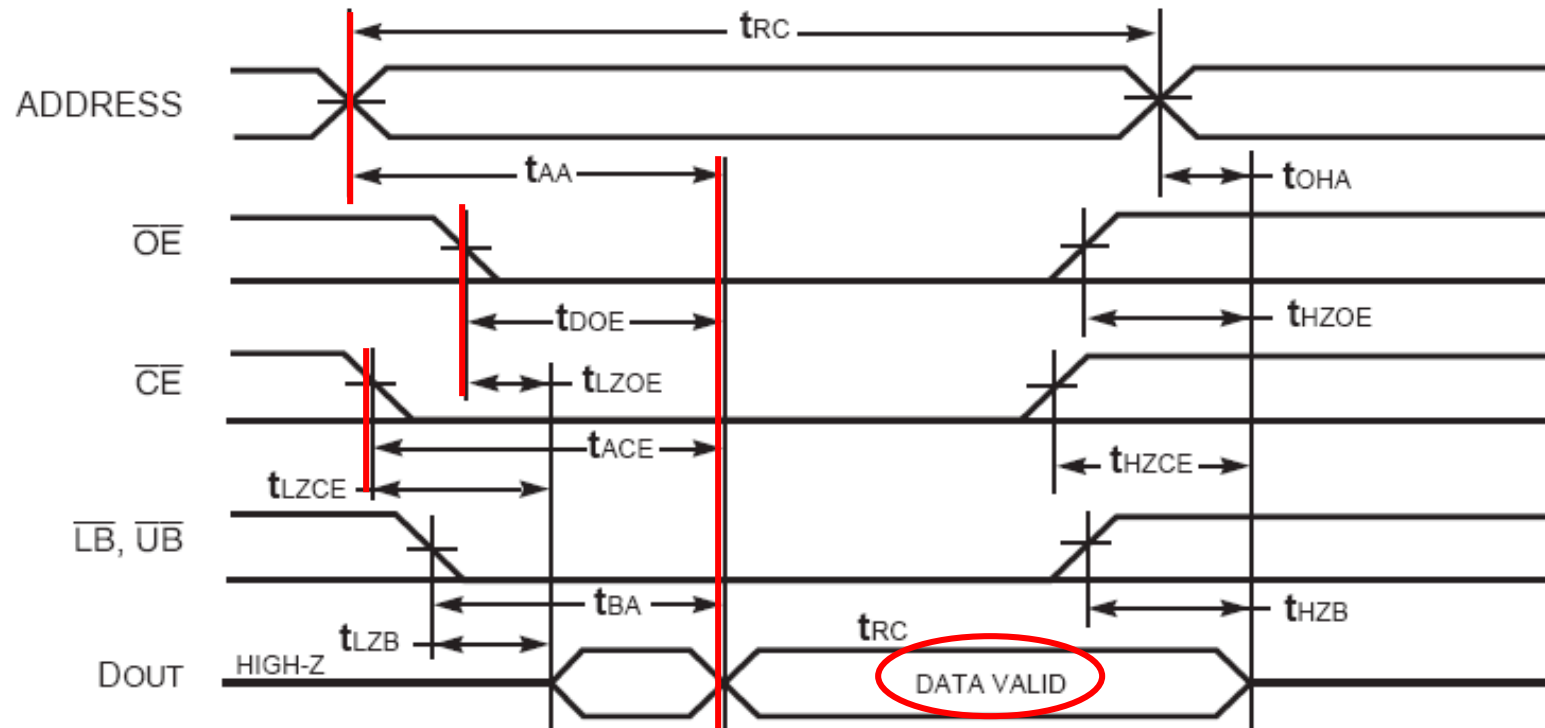 tRC
ADDRESS
tAA
tOHA
OE
tDOE
tHZOE
CE
tLZOE
tACE
tHZCE
tLZCE
LB, UB
tBA
tHZB
tLZB
tRC
DOUT
HIGH-Z
DATA VALID